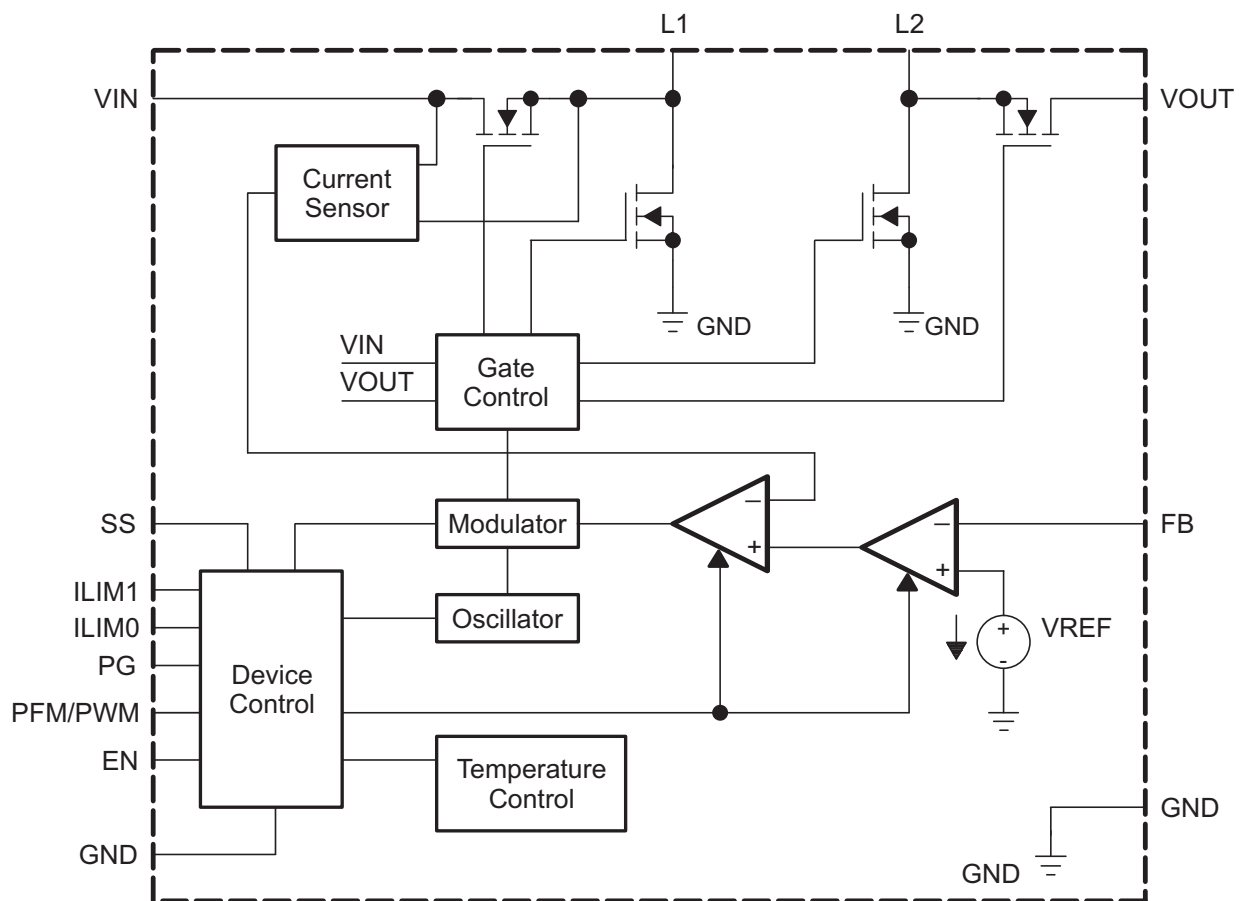 L1
L2
VIN
VOUT
Current
Sensor
GND
GND
VIN
VOUT
Gate
Control
SS
Modulator
−
+
−
+
FB
ILIM1
ILIM0
PG
PFM/PWM
EN
GND
Device
Control
Oscillator
+
-
VREF
Temperature
Control
GND
GND